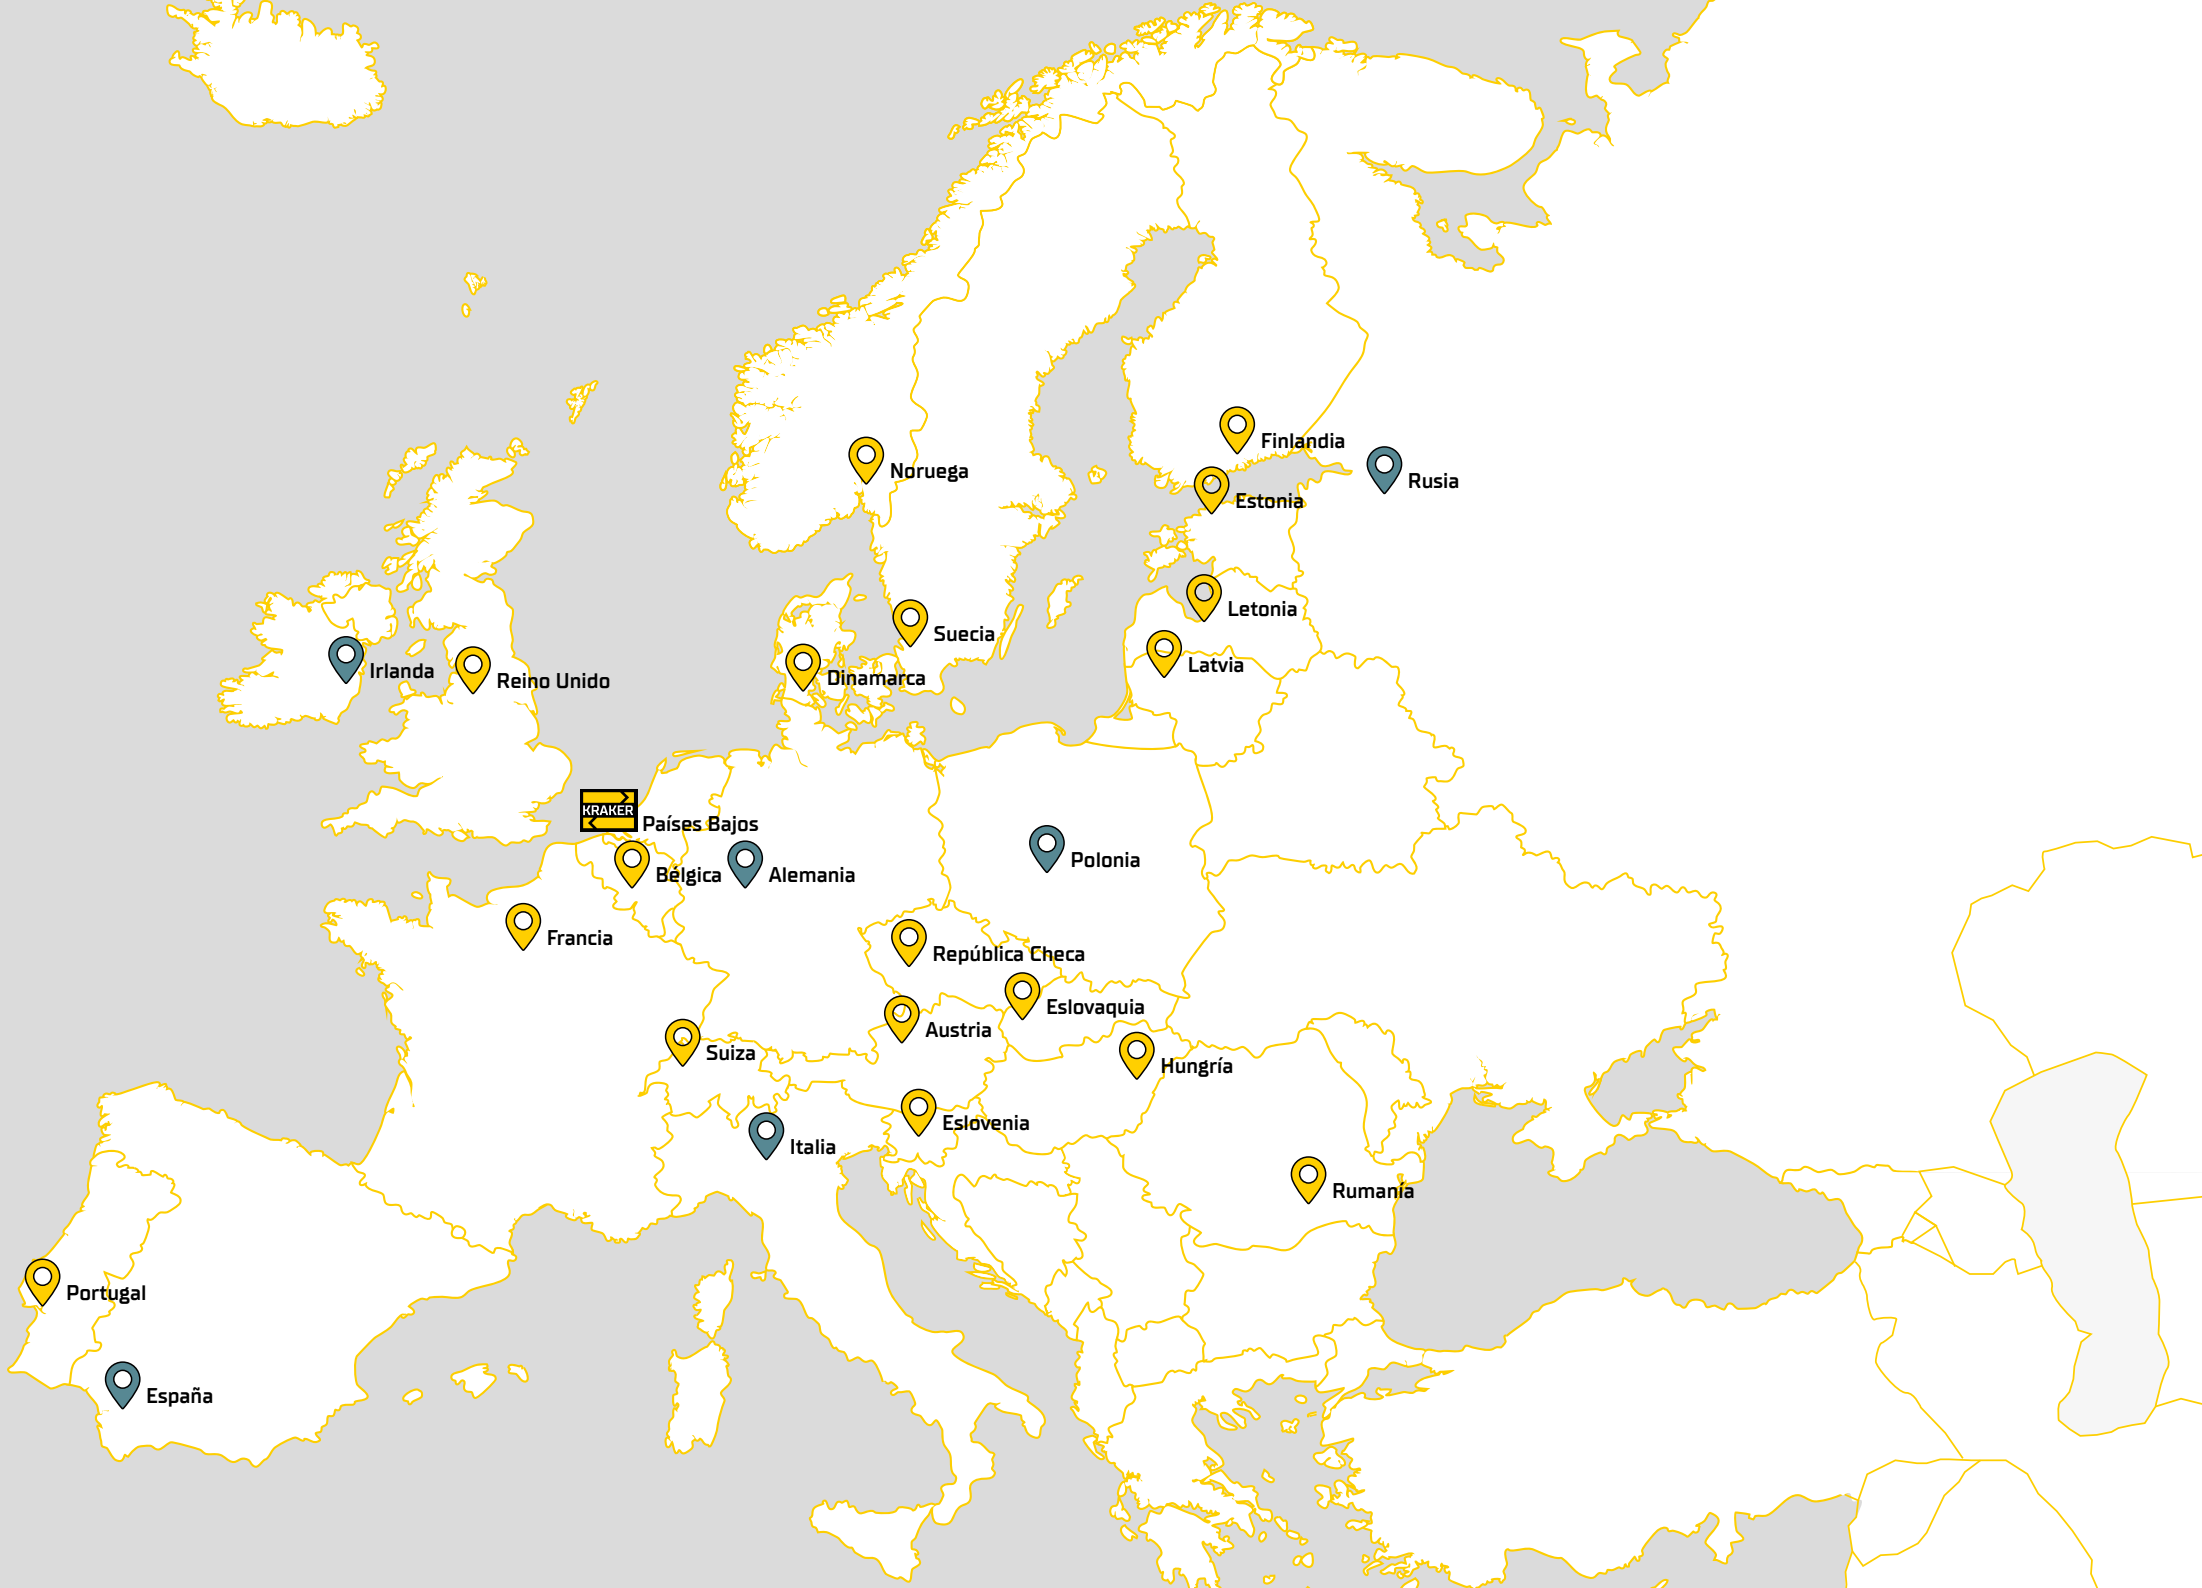 Finlandia
Noruega
Rusia
Estonia
Letonia
Suecia
Latvia
Irlanda
Dinamarca
Reino Unido
KRAKER
Países Bajos
Polonia
Bélgica
Alemania
Francia
República Checa
Eslovaquia
Austria
Suiza
Hungría
Eslovenia
Italia
Rumanía
Portugal
España